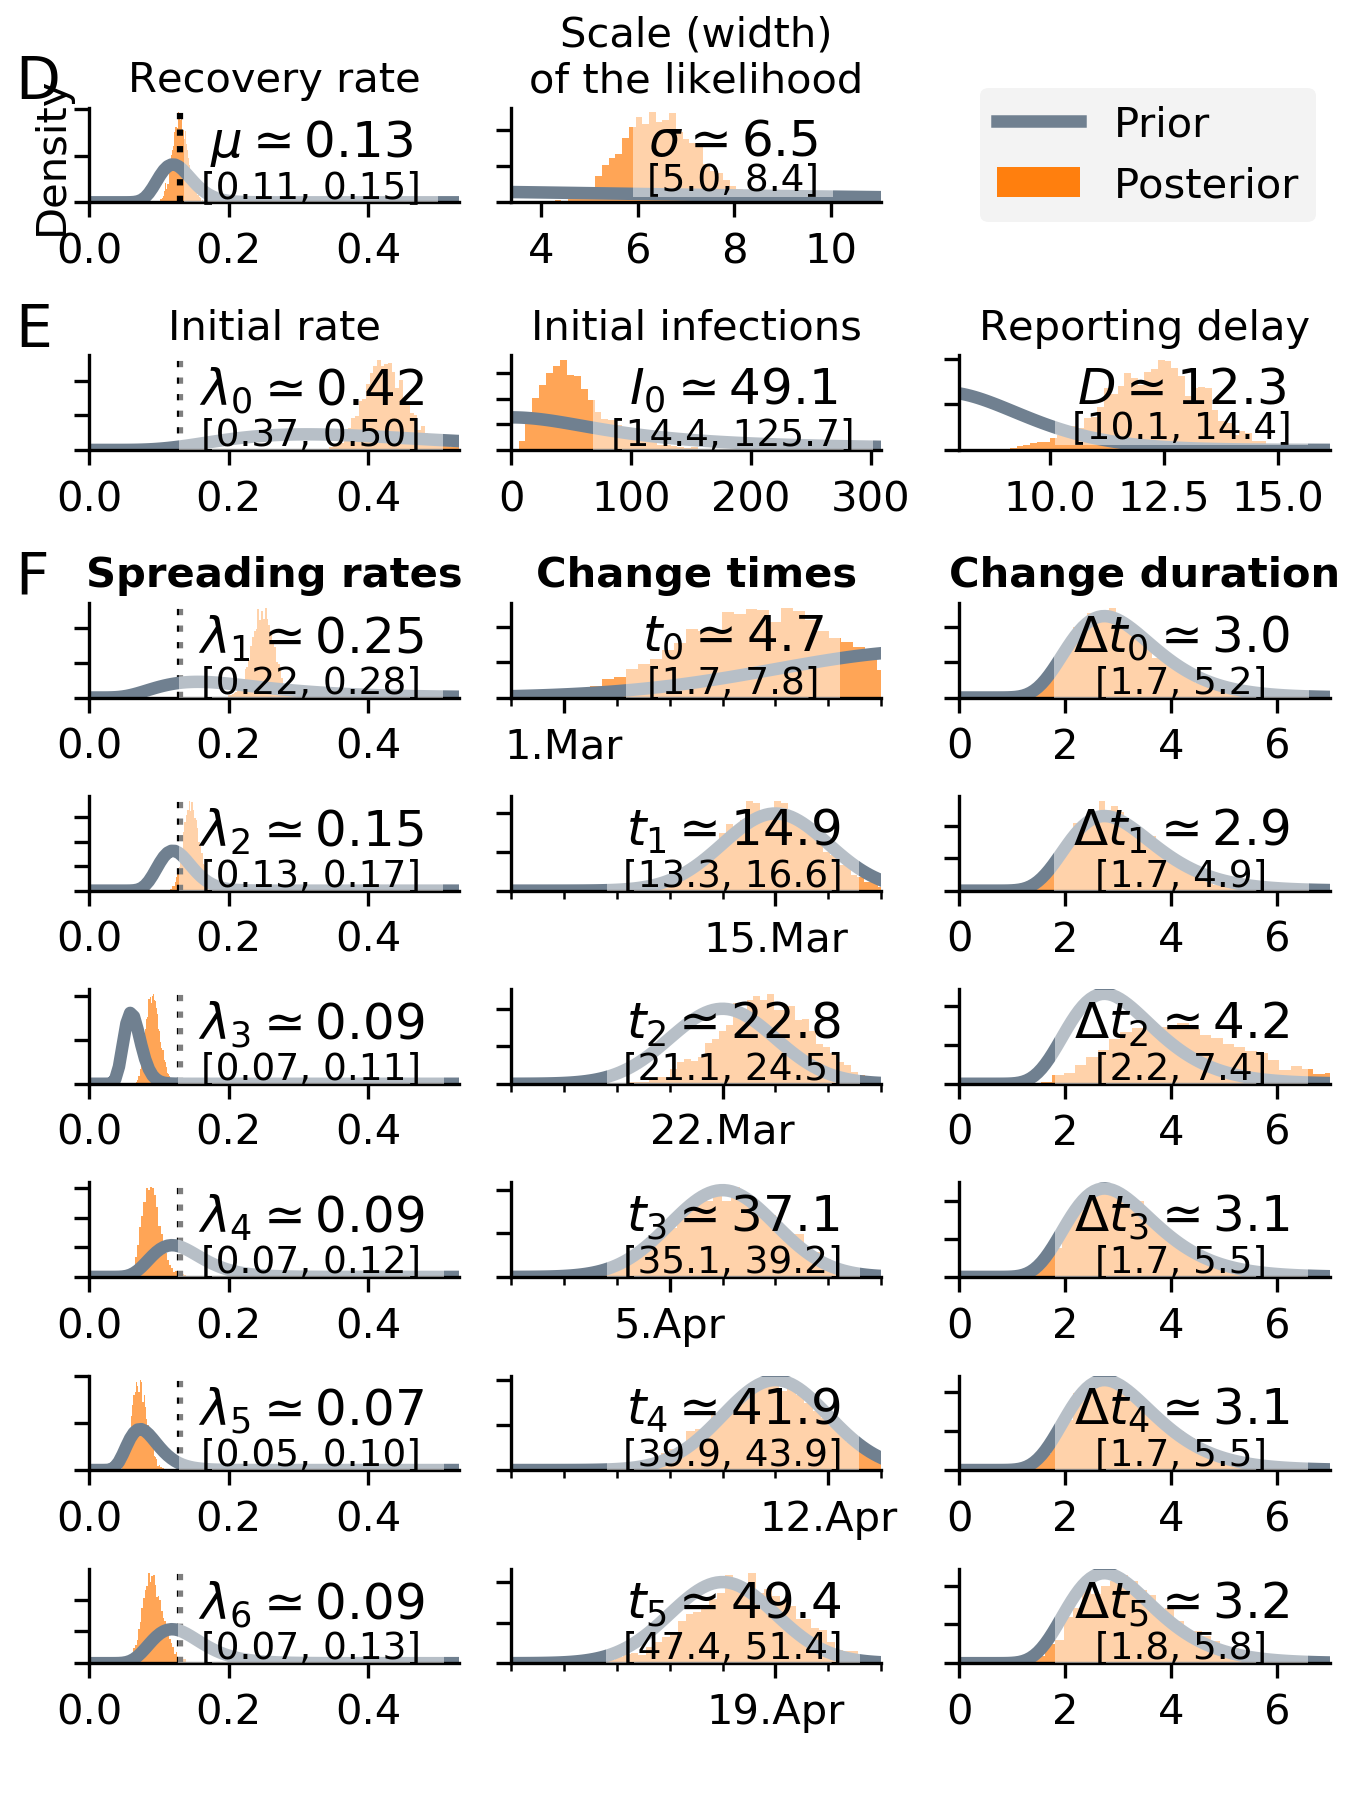 D
Recovery rate
Scale (width)
of the likelihood
Density
μ ≃ 0.13
[0.11, 0.15]
0.0 0.2 0.4
σ ≃ 6.5
[5.0, 8.4]
4 6 8 10
Prior
Posterior
E
Initial rate
λ0 ≃ 0.42
[0.37, 0.50]
0.0 0.2 0.4
Initial infections
I0 ≃ 49.1
[14.4, 125.7]
0 100 200 300
Reporting delay
D ≃ 12.3
[10.1, 14.4]
10.0 12.5 15.0
F
Spreading rates
Change times
Change duration
λ1 ≃ 0.25
[0.22, 0.28]
0.0 0.2 0.4
t0 ≃ 4.7
[1.7, 7.8]
1.Mar
Δt0 ≃ 3.0
[1.7, 5.2]
0 2 4 6
λ2 ≃ 0.15
[0.13, 0.17]
0.0 0.2 0.4
t1 ≃ 14.9
[13.3, 16.6]
15.Mar
Δt1 ≃ 2.9
[1.7, 4.9]
0 2 4 6
λ3 ≃ 0.09
[0.07, 0.11]
0.0 0.2 0.4
t2 ≃ 22.8
[21.1, 24.5]
22.Mar
Δt2 ≃ 4.2
[2.2, 7.4]
0 2 4 6
λ4 ≃ 0.09
[0.07, 0.12]
0.0 0.2 0.4
t3 ≃ 37.1
[35.1, 39.2]
5.Apr
Δt3 ≃ 3.1
[1.7, 5.5]
0 2 4 6
λ5 ≃ 0.07
[0.05, 0.10]
0.0 0.2 0.4
t4 ≃ 41.9
[39.9, 43.9]
12.Apr
Δt4 ≃ 3.1
[1.7, 5.5]
0 2 4 6
λ6 ≃ 0.09
[0.07, 0.13]
0.0 0.2 0.4
t5 ≃ 49.4
[47.4, 51.4]
19.Apr
Δt5 ≃ 3.2
[1.8, 5.8]
0 2 4 6